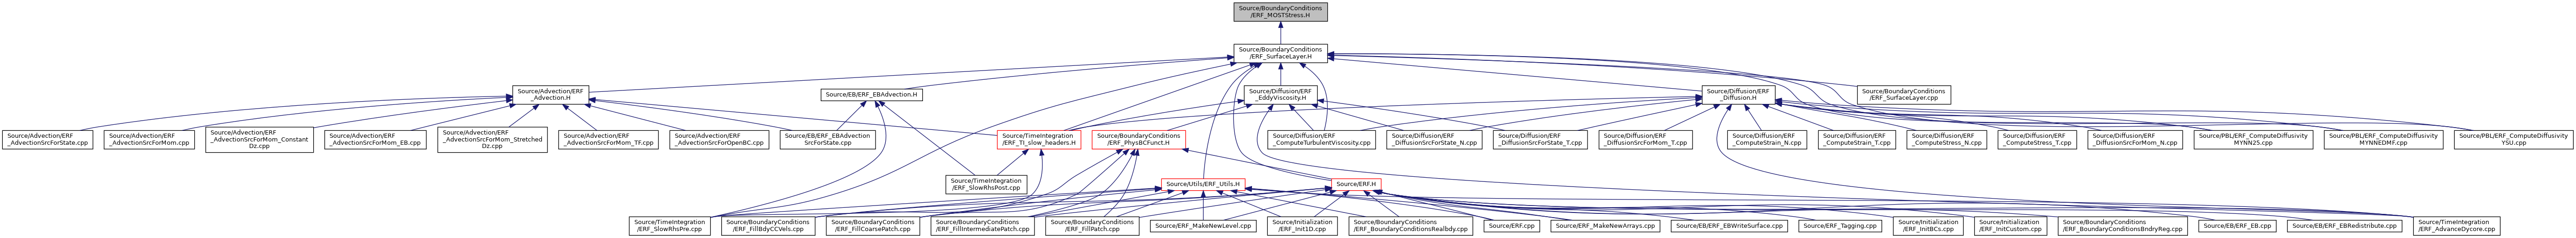 Source/BoundaryConditions
/ERF_MOSTStress.H
Source/BoundaryConditions
/ERF_SurfaceLayer.H
Source/Advection/ERF
_Advection.H
Source/EB/ERF_EBAdvection.H
Source/Diffusion/ERF
_EddyViscosity.H
Source/Diffusion/ERF
_Diffusion.H
Source/BoundaryConditions
/ERF_SurfaceLayer.cpp
Source/Advection/ERF
_AdvectionSrcForState.cpp
Source/Advection/ERF
_AdvectionSrcForMom.cpp
Source/Advection/ERF
_AdvectionSrcForMom_Constant
Dz.cpp
Source/Advection/ERF
_AdvectionSrcForMom_EB.cpp
Source/Advection/ERF
_AdvectionSrcForMom_Stretched
Dz.cpp
Source/Advection/ERF
_AdvectionSrcForMom_TF.cpp
Source/Advection/ERF
_AdvectionSrcForOpenBC.cpp
Source/EB/ERF_EBAdvection
SrcForState.cpp
Source/TimeIntegration
/ERF_TI_slow_headers.H
Source/BoundaryConditions
/ERF_PhysBCFunct.H
Source/Diffusion/ERF
_ComputeTurbulentViscosity.cpp
Source/Diffusion/ERF
_DiffusionSrcForState_N.cpp
Source/Diffusion/ERF
_DiffusionSrcForState_T.cpp
Source/Diffusion/ERF
_DiffusionSrcForMom_T.cpp
Source/Diffusion/ERF
_ComputeStrain_N.cpp
Source/Diffusion/ERF
_ComputeStrain_T.cpp
Source/Diffusion/ERF
_ComputeStress_N.cpp
Source/Diffusion/ERF
_ComputeStress_T.cpp
Source/Diffusion/ERF
_DiffusionSrcForMom_N.cpp
Source/PBL/ERF_ComputeDiffusivity
MYNN25.cpp
Source/PBL/ERF_ComputeDiffusivity
MYNNEDMF.cpp
Source/PBL/ERF_ComputeDiffusivity
YSU.cpp
Source/TimeIntegration
/ERF_SlowRhsPost.cpp
Source/Utils/ERF_Utils.H
Source/ERF.H
Source/TimeIntegration
/ERF_SlowRhsPre.cpp
Source/BoundaryConditions
/ERF_FillBdyCCVels.cpp
Source/BoundaryConditions
/ERF_FillCoarsePatch.cpp
Source/BoundaryConditions
/ERF_FillIntermediatePatch.cpp
Source/BoundaryConditions
/ERF_FillPatch.cpp
Source/ERF_MakeNewLevel.cpp
Source/Initialization
/ERF_Init1D.cpp
Source/BoundaryConditions
/ERF_BoundaryConditionsRealbdy.cpp
Source/ERF.cpp
Source/ERF_MakeNewArrays.cpp
Source/EB/ERF_EBWriteSurface.cpp
Source/ERF_Tagging.cpp
Source/Initialization
/ERF_InitBCs.cpp
Source/Initialization
/ERF_InitCustom.cpp
Source/BoundaryConditions
/ERF_BoundaryConditionsBndryReg.cpp
Source/EB/ERF_EB.cpp
Source/EB/ERF_EBRedistribute.cpp
Source/TimeIntegration
/ERF_AdvanceDycore.cpp